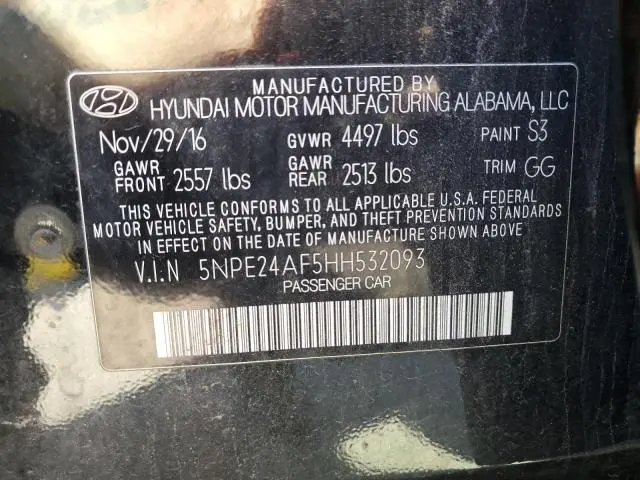 MANUFACTURED BY
HYUNDAI MOTOR MANUFACTURING ALABAMA, LLC
Nov/29/16 GVWR 4497 lbs PAINT S3
GAWR FRONT 2557 lbs GAWR REAR 2513 lbs TRIM GG
THIS VEHICLE CONFORMS TO ALL APPLICABLE U.S.A. FEDERAL
MOTOR VEHICLE SAFETY, BUMPER, AND THEFT PREVENTION STANDARDS
IN EFFECT ON THE DATE OF MANUFACTURE SHOWN ABOVE.
V.I.N 5NPE24AF5HH532093
PASSENGER CAR